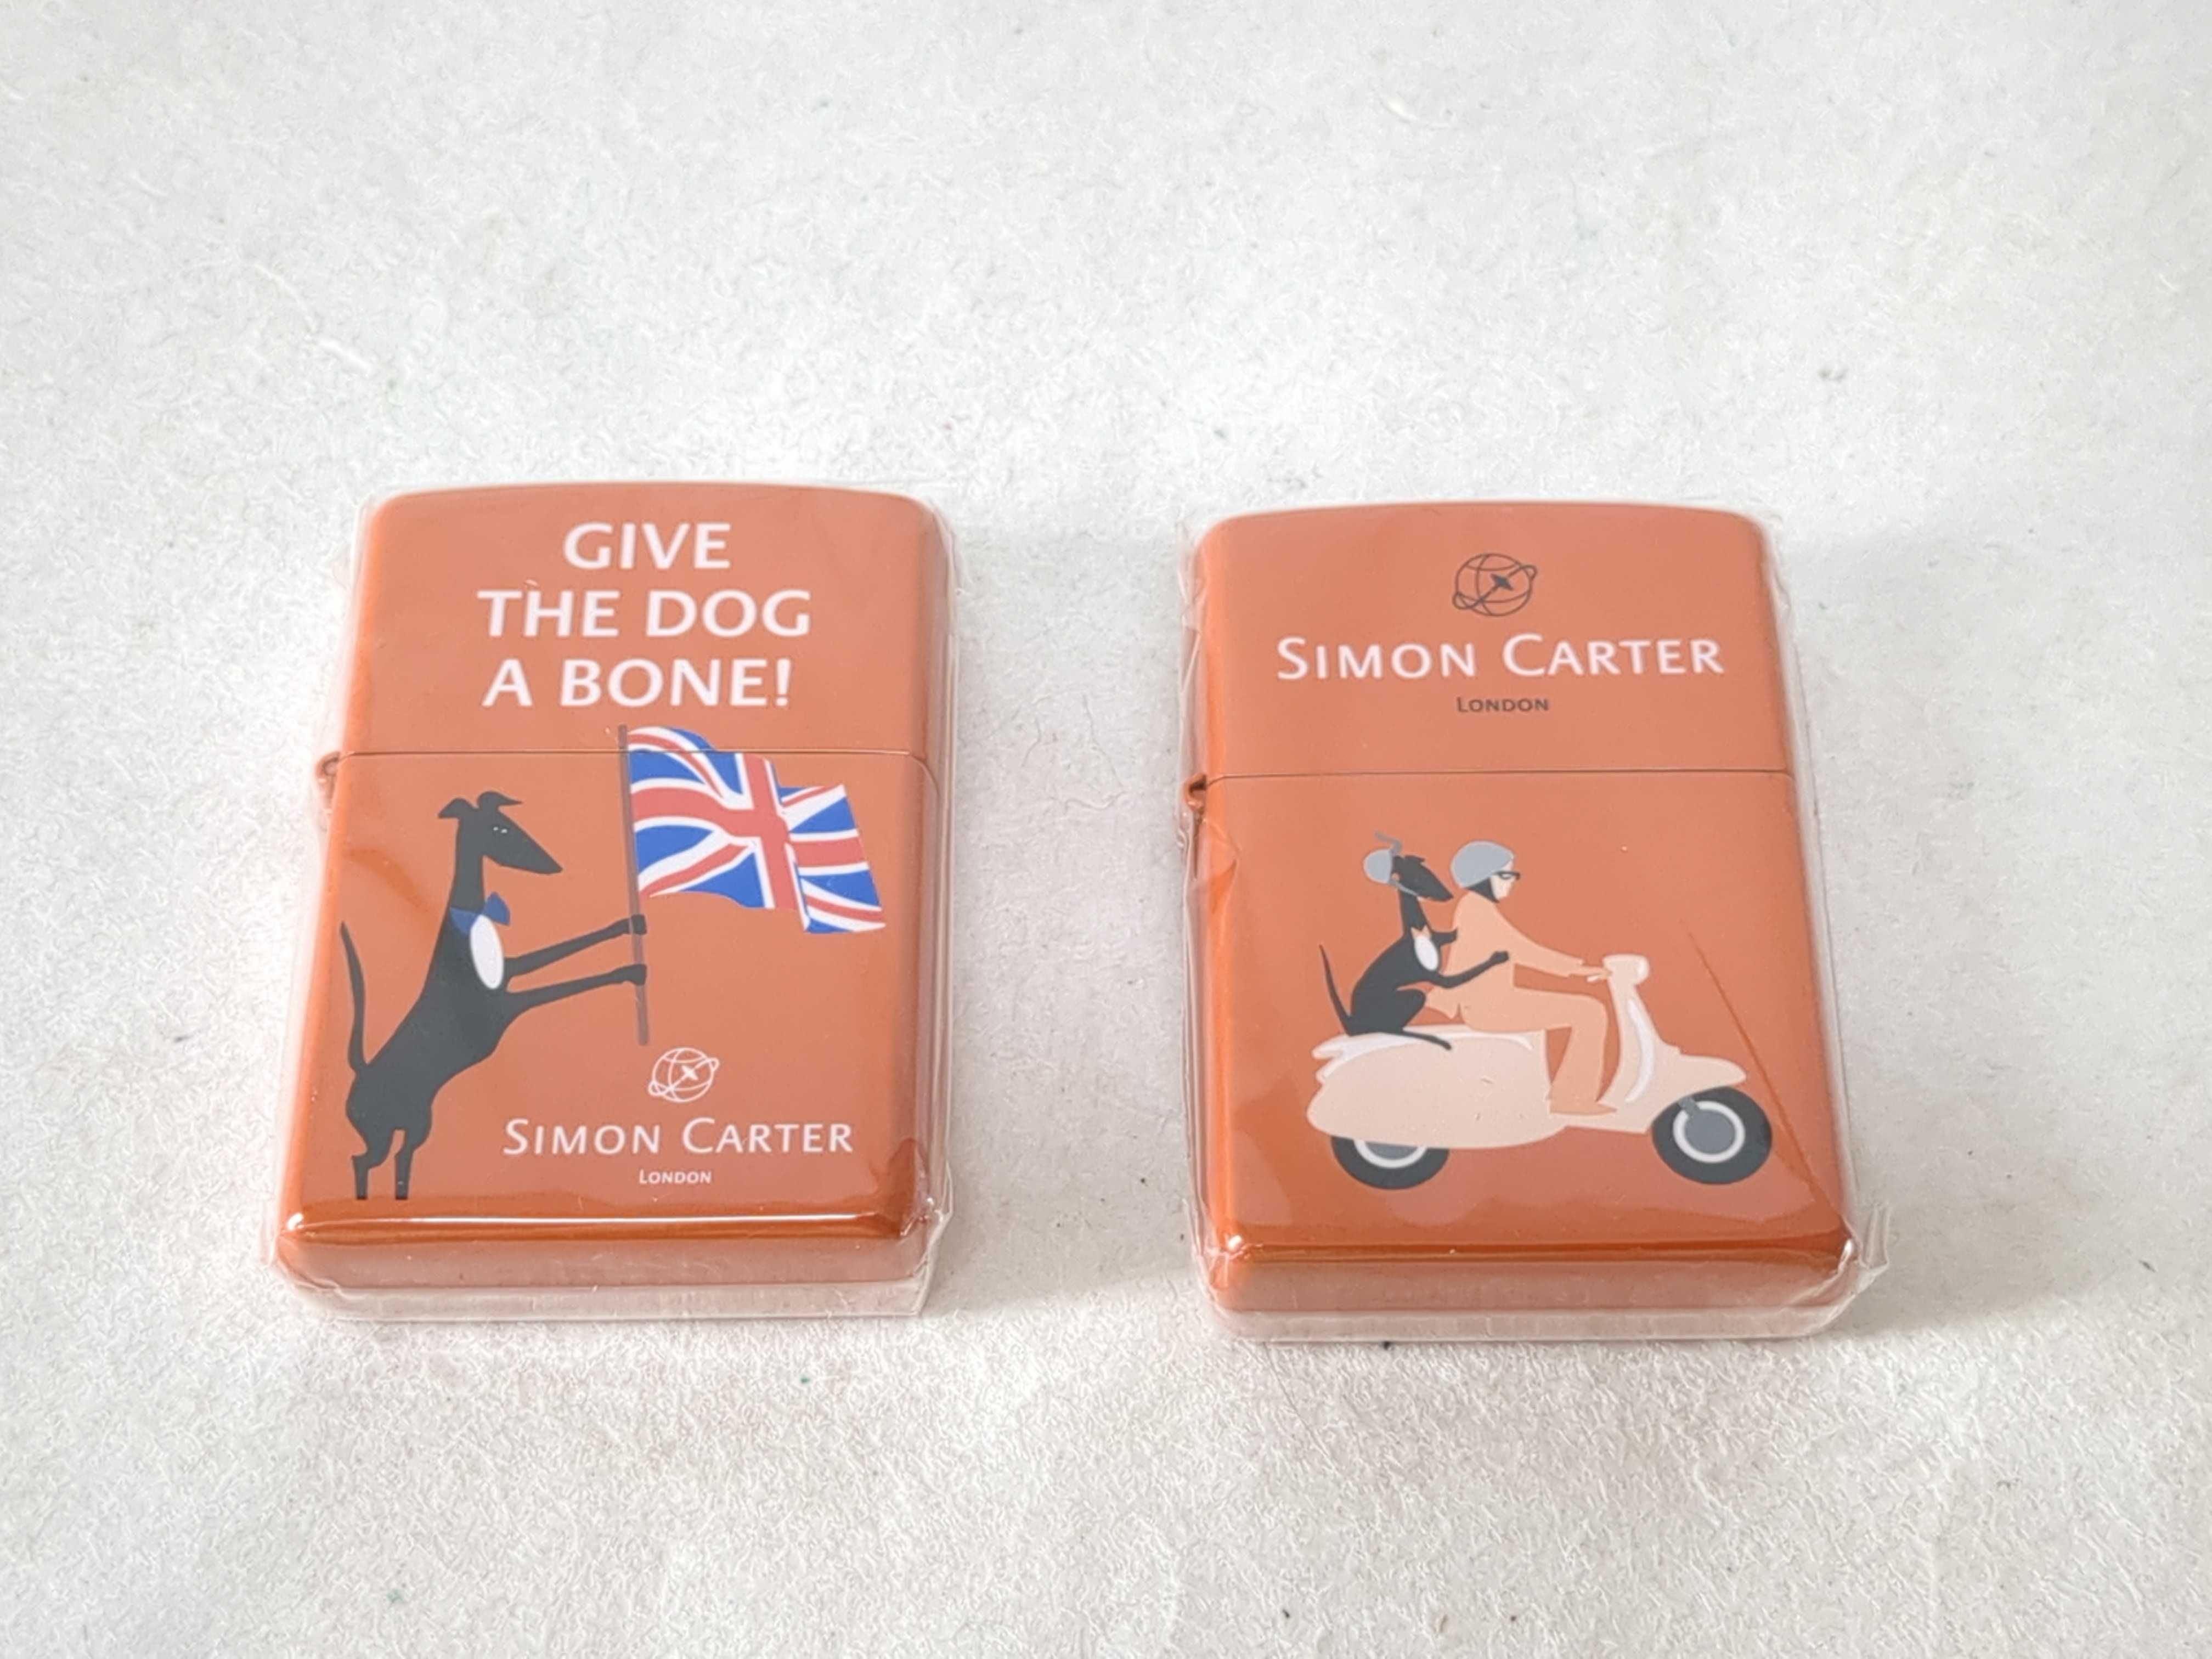 GIVE
THE DOG
A BONE!
SIMON CARTER
LONDON
SIMON CARTER
LONDON